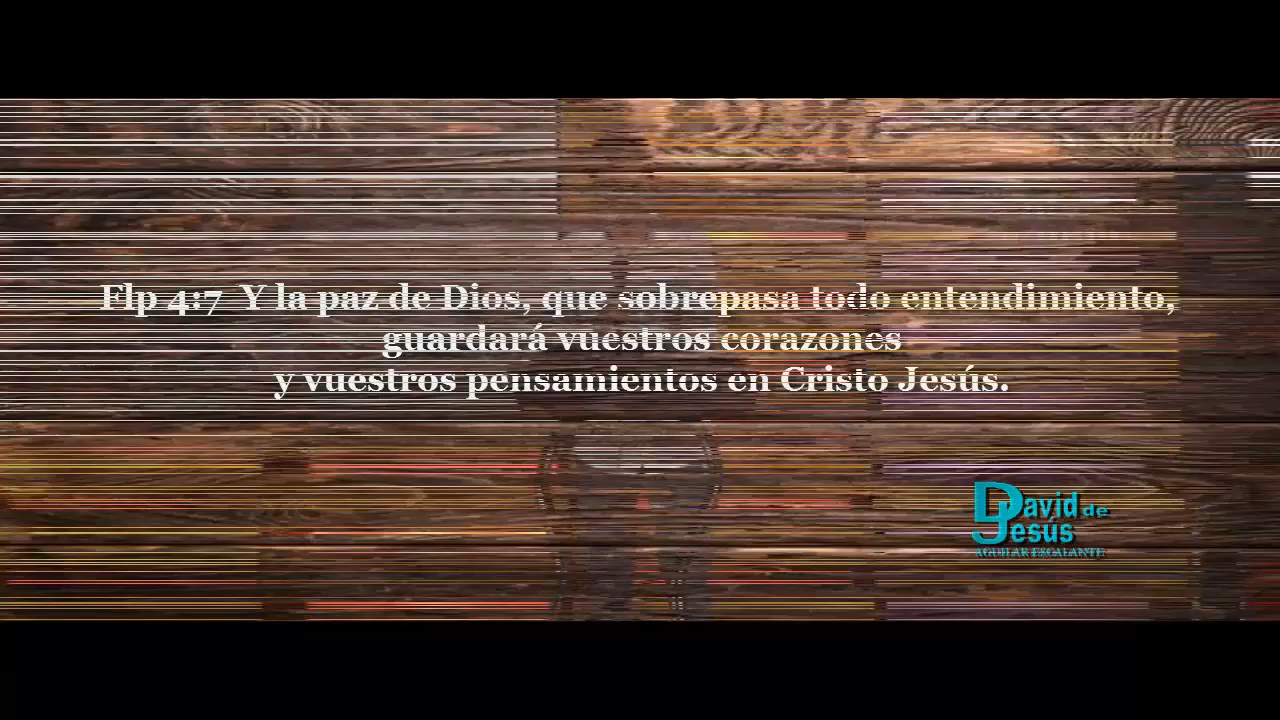 Flp 4:7 Y la paz de Dios, que sobrepasa todo entendimiento,
guardará vuestros corazones
y vuestros pensamientos en Cristo Jesús.
David de
Jesús
AGUILAR ESCALANTE